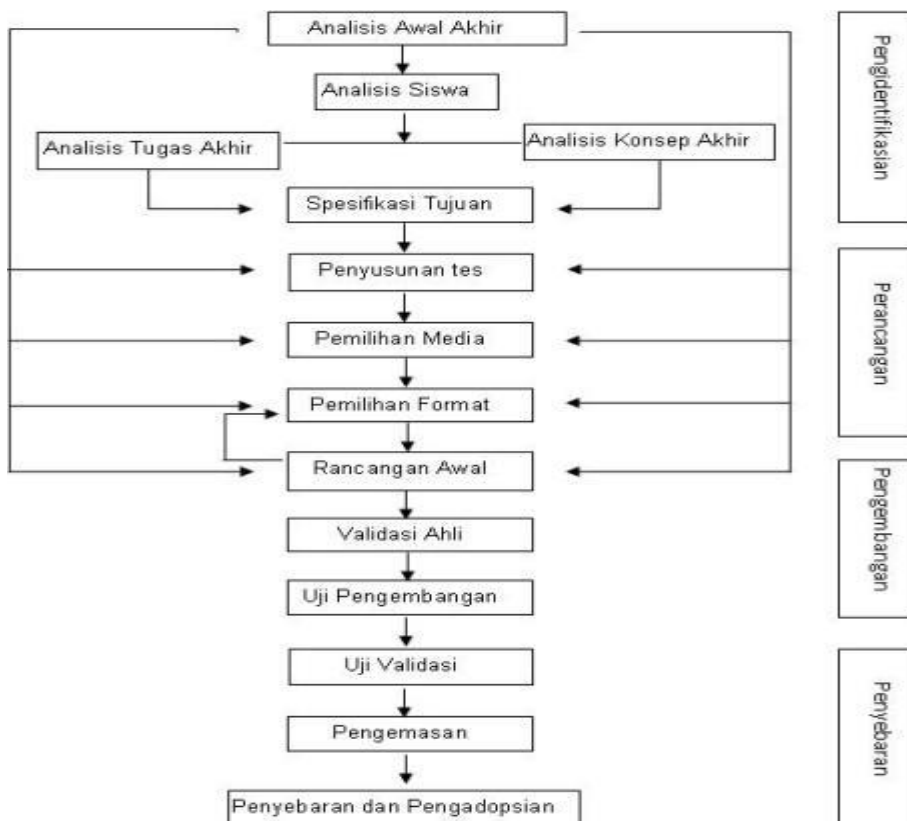 Analisis Awal Akhir
Analisis Siswa
Analisis Tugas Akhir
Analisis Konsep Akhir
Spesifikasi Tujuan
Penyusunan tes
Pemilihan Media
Pemilihan Format
Rancangan Awal
Validasi Ahli
Uji Pengembangan
Uji Validasi
Pengemasan
Penyebaran dan Pengadopsian
Pengidentifikasian
Perancangan
Pengembangan
Penyebaran